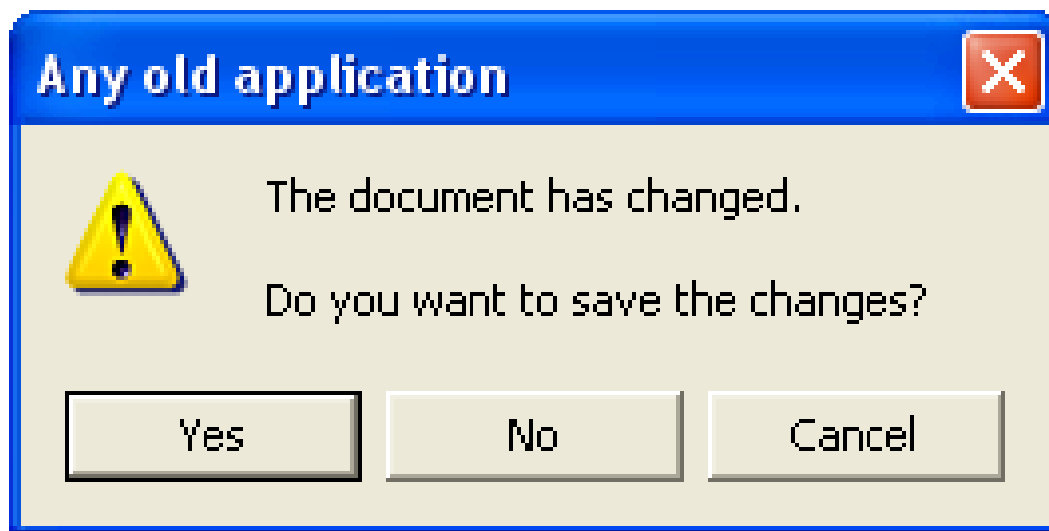 Any old application
The document has changed.
Do you want to save the changes?
Yes No Cancel